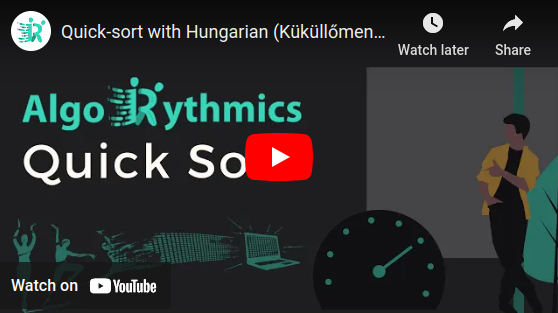 Quick-sort with Hungarian (Küküllőmen…
Watch later
Share
AlgoRythmics
Quick So
Watch on YouTube